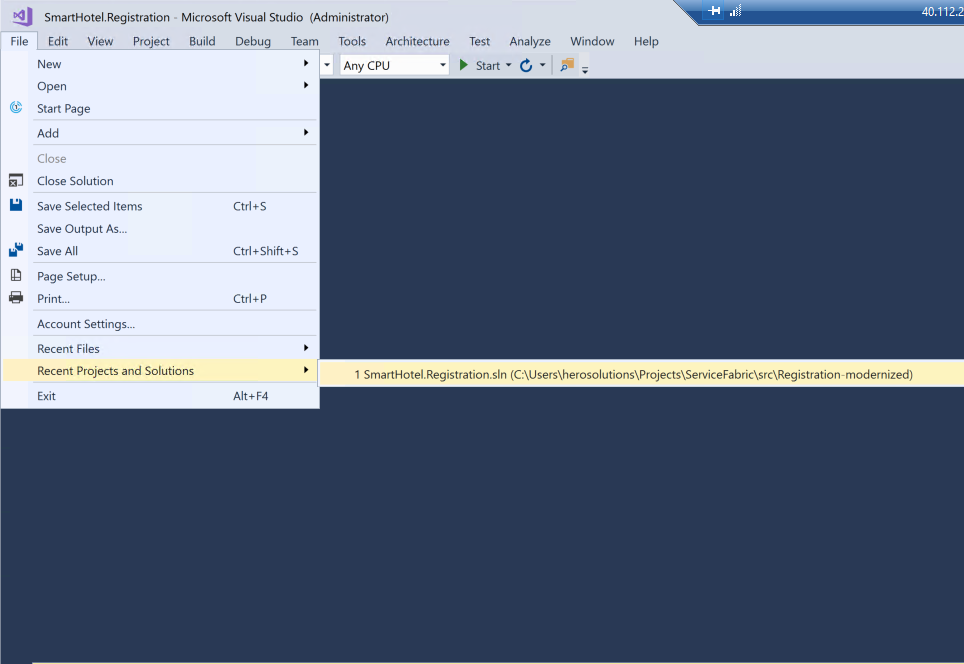 SmartHotel.Registration - Microsoft Visual Studio (Administrator)
40.112.2
File Edit View Project Build Debug Team Tools Architecture Test Analyze Window Help
Any CPU Start
New
Open
Start Page
Add
Close
Close Solution
Save Selected Items Ctrl+S
Save Output As...
Save All Ctrl+Shift+S
Page Setup...
Print... Ctrl+P
Account Settings...
Recent Files
Recent Projects and Solutions
1 SmartHotel.Registration.sln (C:\Users\herosolutions\Projects\ServiceFabric\src\Registration-modernized)
Exit Alt+F4